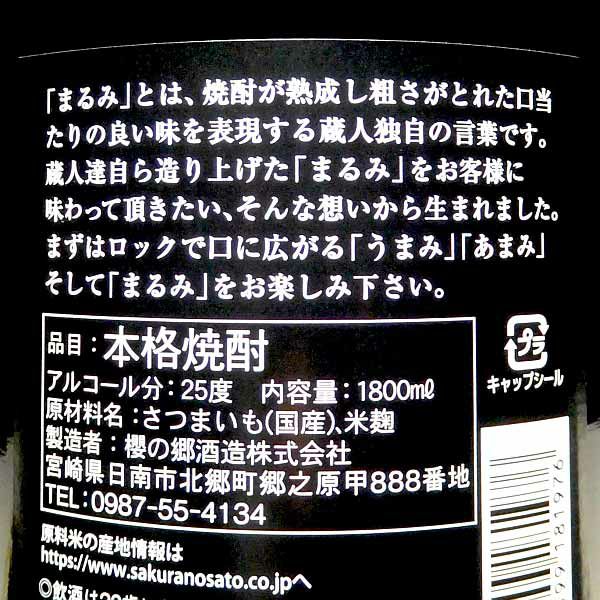 「まるみ」とは、焼酎が熟成し粗さがとれた口当
たりの良い味を表現する蔵人独自の言葉です。
蔵人達自ら造り上げた「まるみ」をお客様に
味わって頂きたい、そんな想いから生まれました。
まずはロックで口に広がる「うまみ」「あまみ」
そして「まるみ」をお楽しみ下さい。
品目：本格焼酎
アルコール分：25度　内容量：1800㎖
原材料名：さつまいも(国産)、米麹
製造者：櫻の郷酒造株式会社
宮崎県日南市北郷町郷之原甲888番地
TEL：0987-55-4134
プラ
キャップシール
原料米の産地情報は
https://www.sakuranosato.co.jpへ